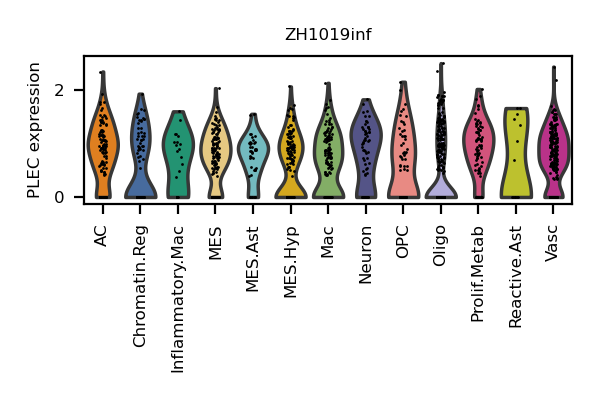 ZH1019inf
PLEC expression
2
0
AC
Chromatin.Reg
Inflammatory.Mac
MES
MES.Ast
MES.Hyp
Mac
Neuron
OPC
Oligo
Prolif.Metab
Reactive.Ast
Vasc